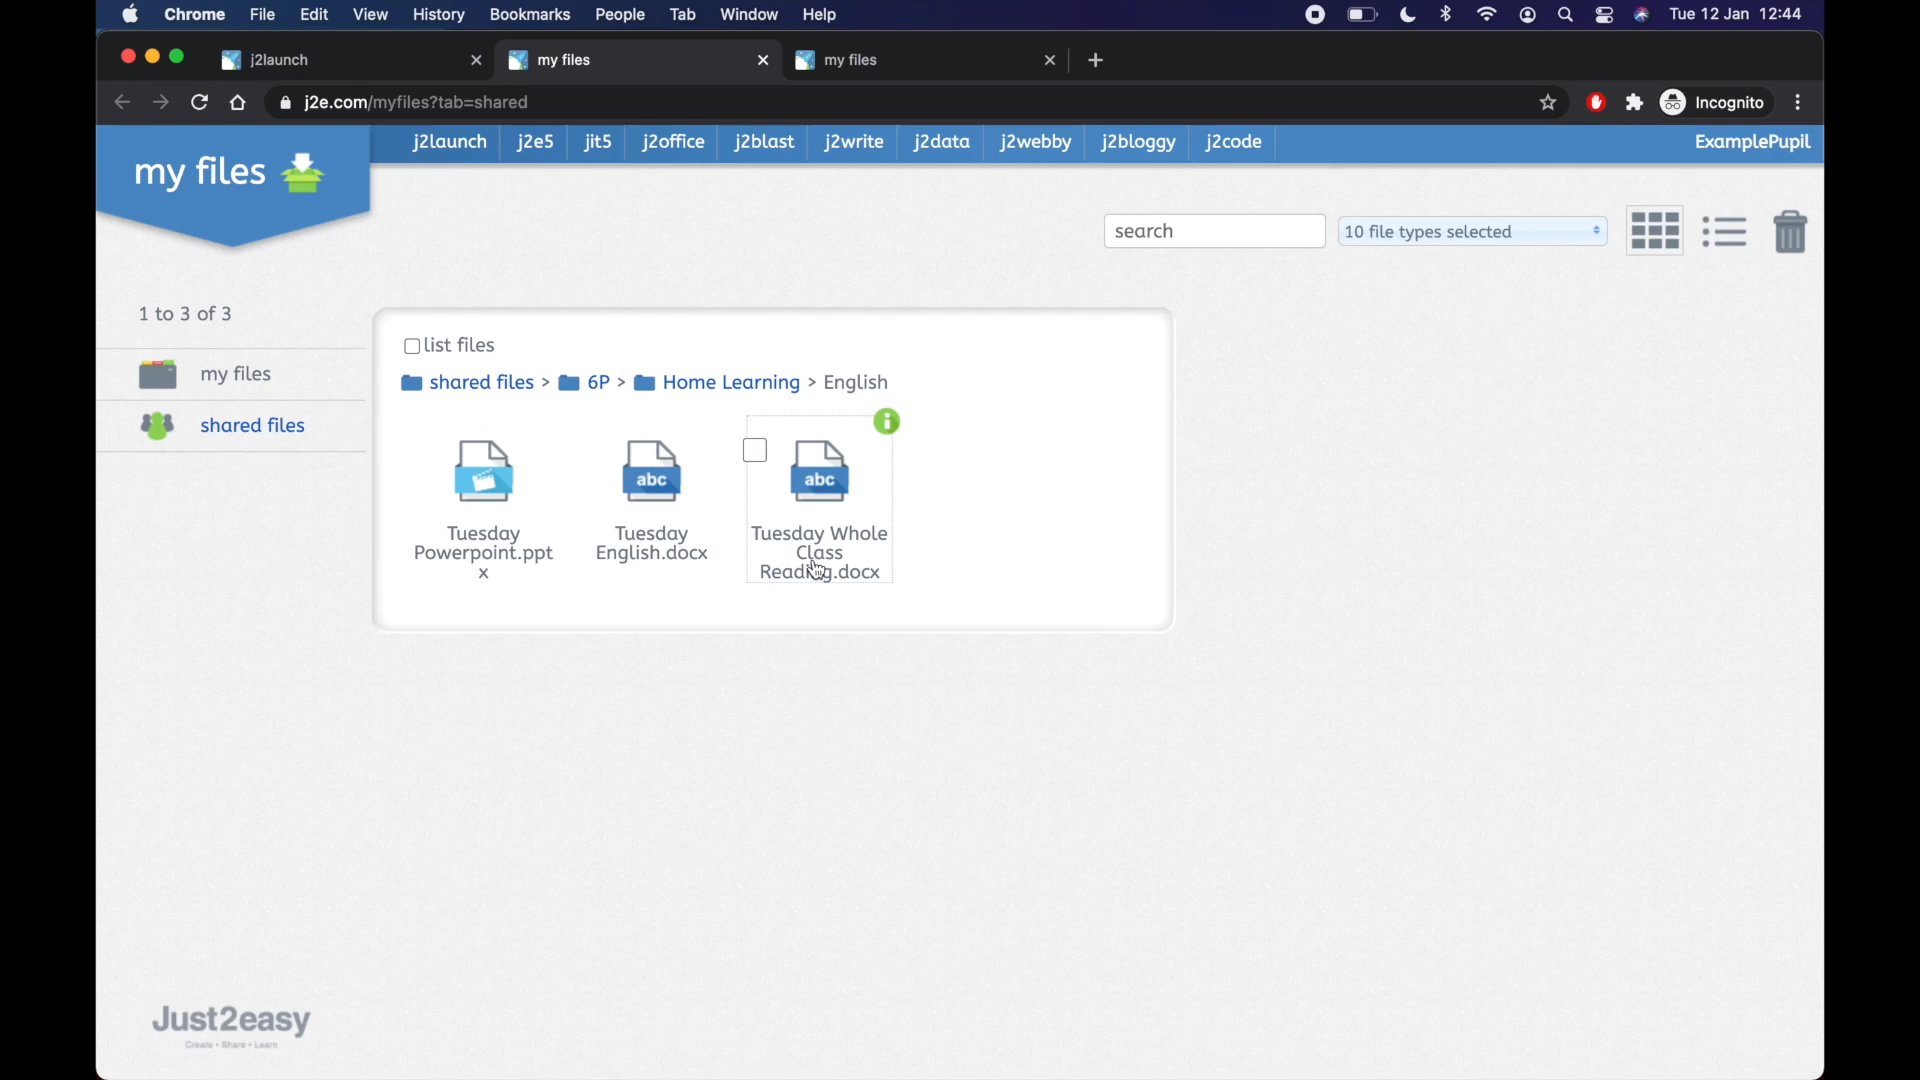 Chrome File Edit View History Bookmarks People Tab Window Help Tue 12 Jan 12:44
j2launch my files my files
j2e.com/myfiles?tab=shared Incognito
my files j2launch j2e5 jit5 j2office j2blast j2write j2data j2webby j2bloggy j2code ExamplePupil
search 10 file types selected
1 to 3 of 3
my files
shared files
list files
shared files > 6P > Home Learning > English
abc abc
Tuesday Tuesday Tuesday Whole
Powerpoint.ppt English.docx Class
x Reading.docx
Just2easy
Create • Share • Learn